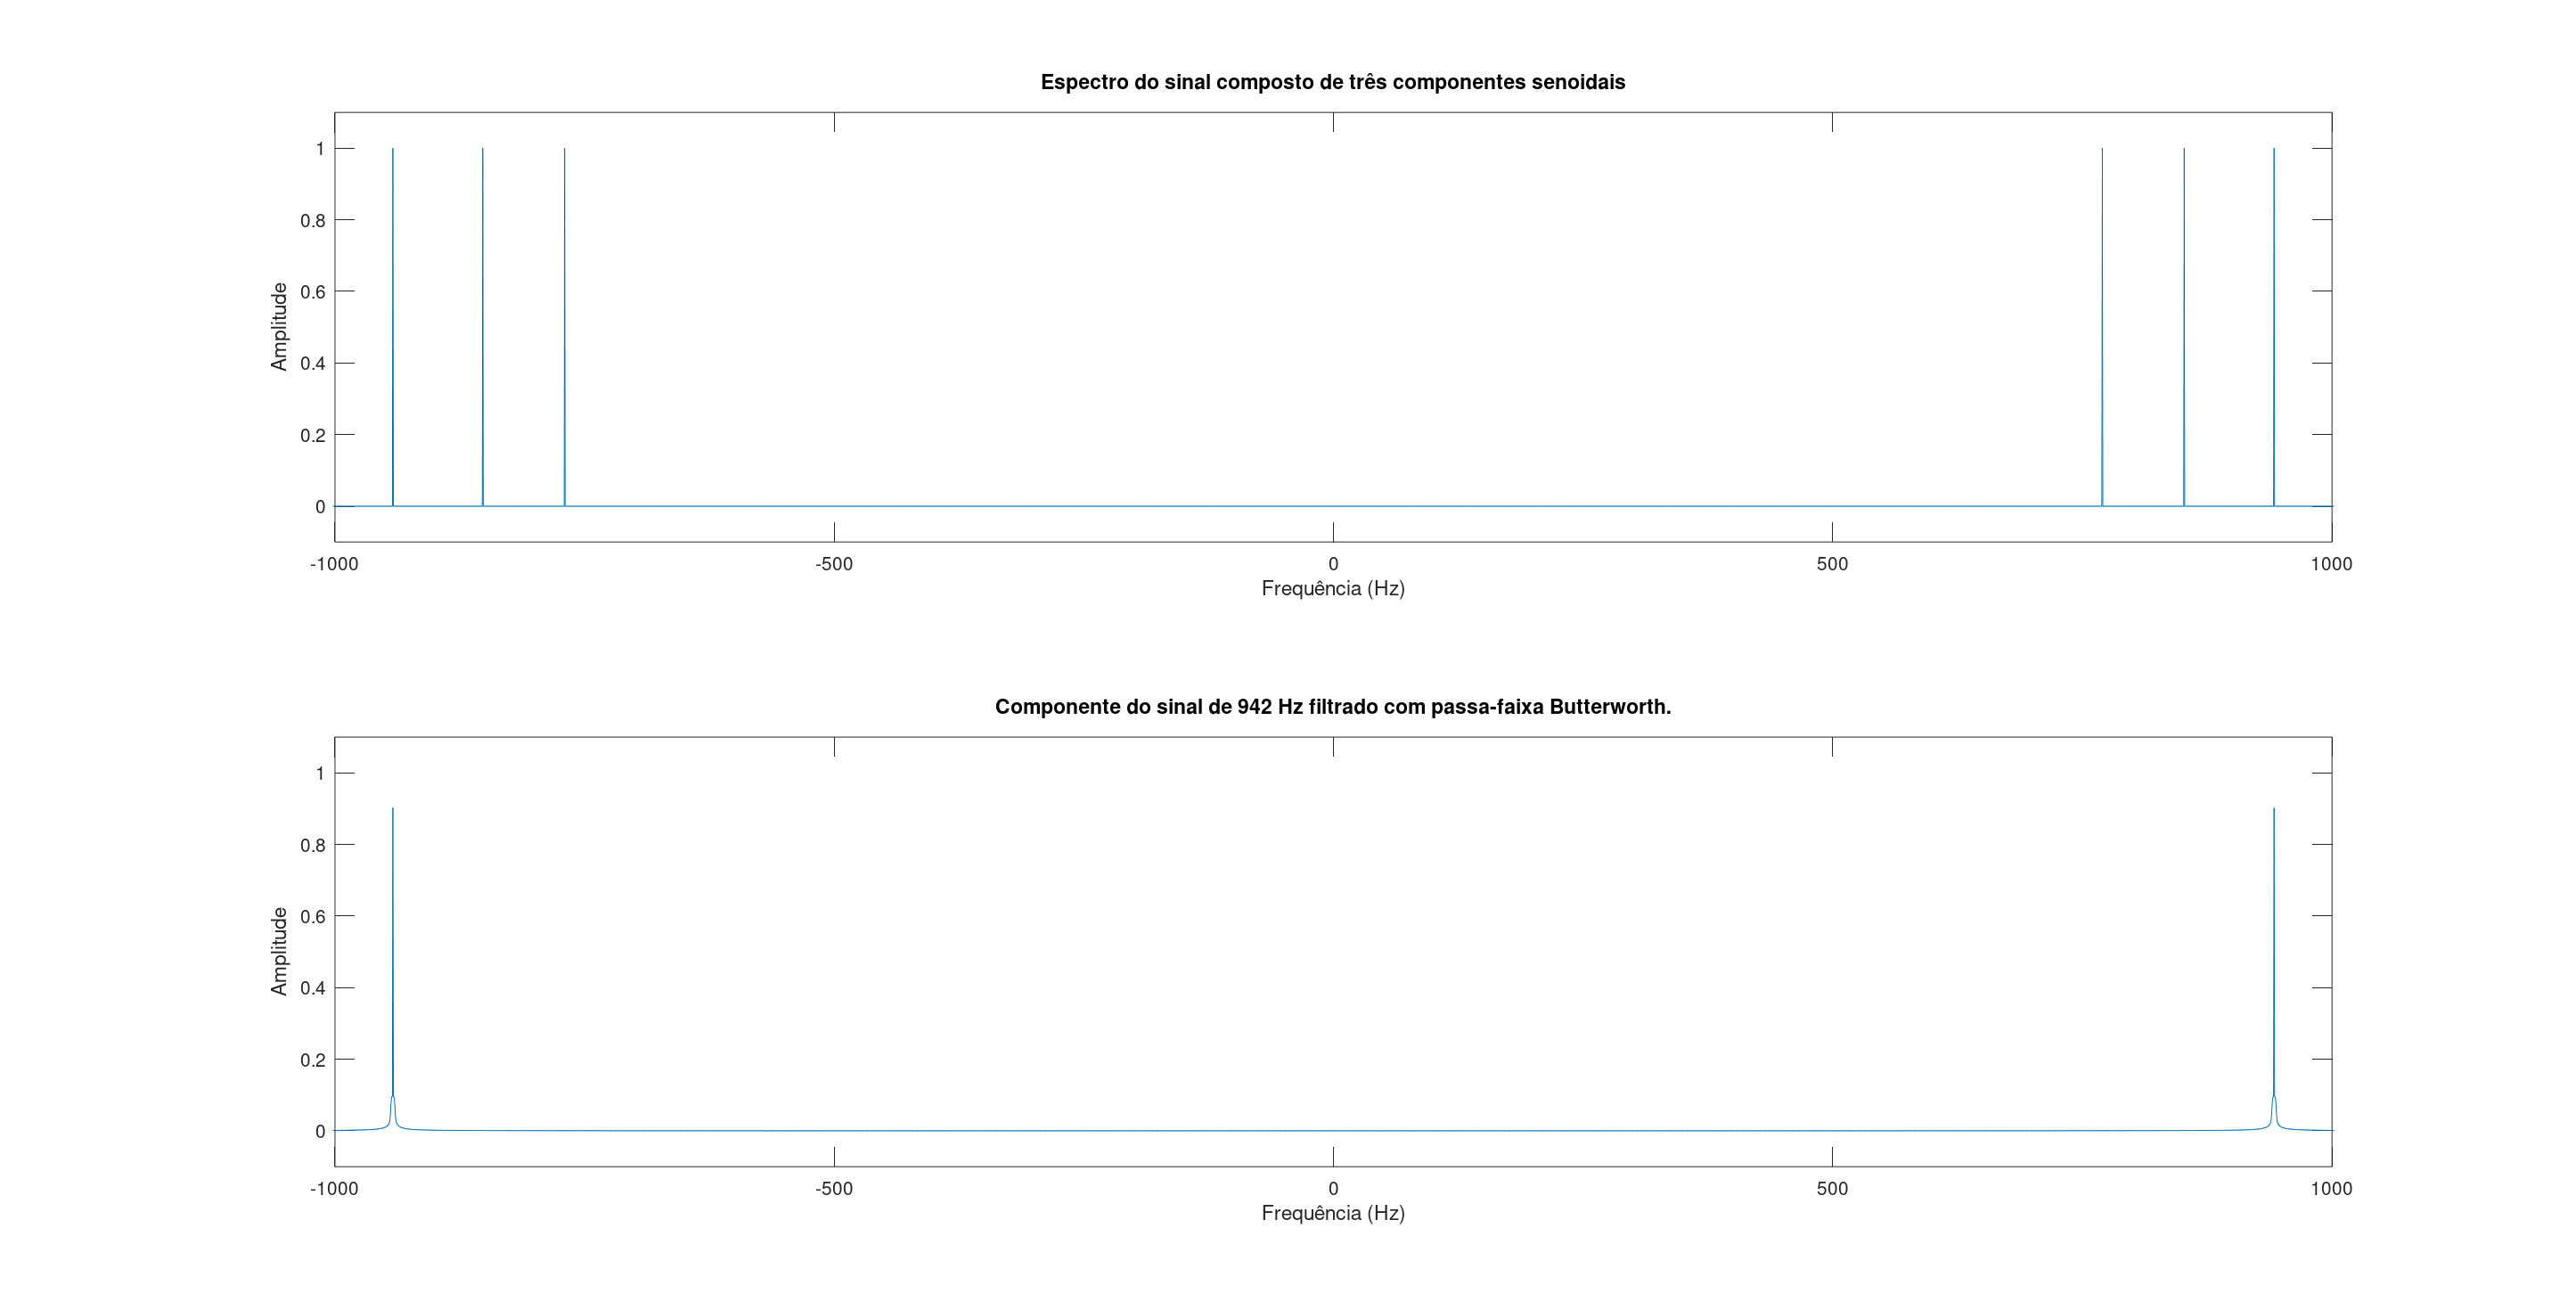 Espectro do sinal composto de três componentes senoidais
1
0.8
0.6
0.4
0.2
0
Amplitude
-1000 -500 0 500 1000
Frequência (Hz)
Componente do sinal de 942 Hz filtrado com passa-faixa Butterworth.
1
0.8
0.6
0.4
0.2
0
Amplitude
-1000 -500 0 500 1000
Frequência (Hz)